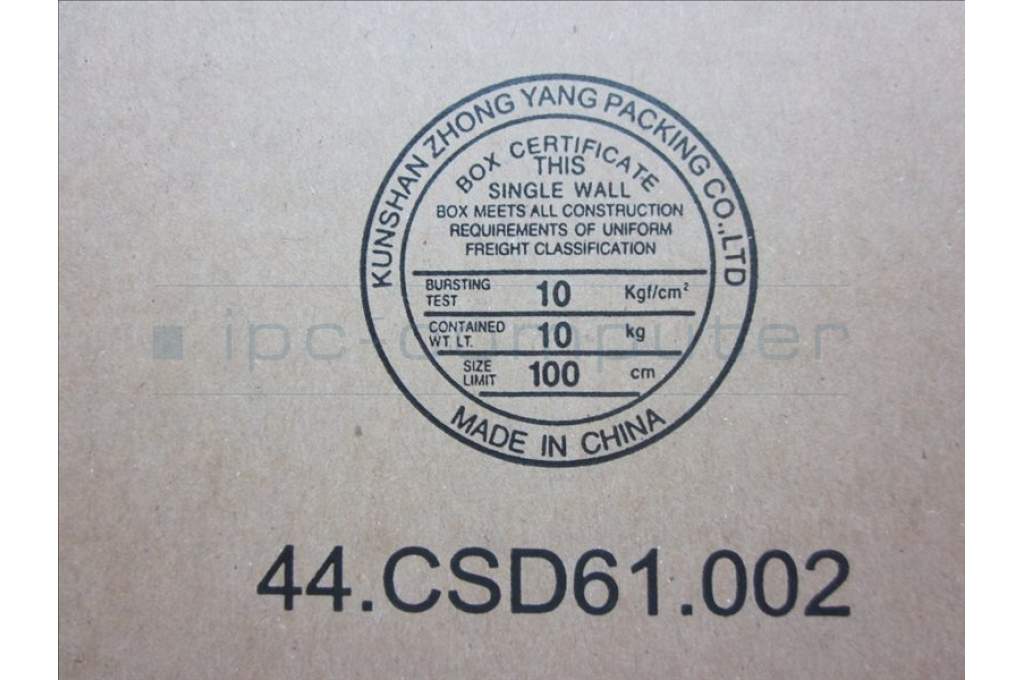 KUNSHAN ZHONG YANG PACKING CO.,LTD
BOX CERTIFICATE
THIS
SINGLE WALL
BOX MEETS ALL CONSTRUCTION
REQUIREMENTS OF UNIFORM
FREIGHT CLASSIFICATION
BURSTING TEST 10 Kgf/cm²
CONTAINED WT. LT. 10 kg
SIZE LIMIT 100 cm
MADE IN CHINA
ipc-computer
44.CSD61.002